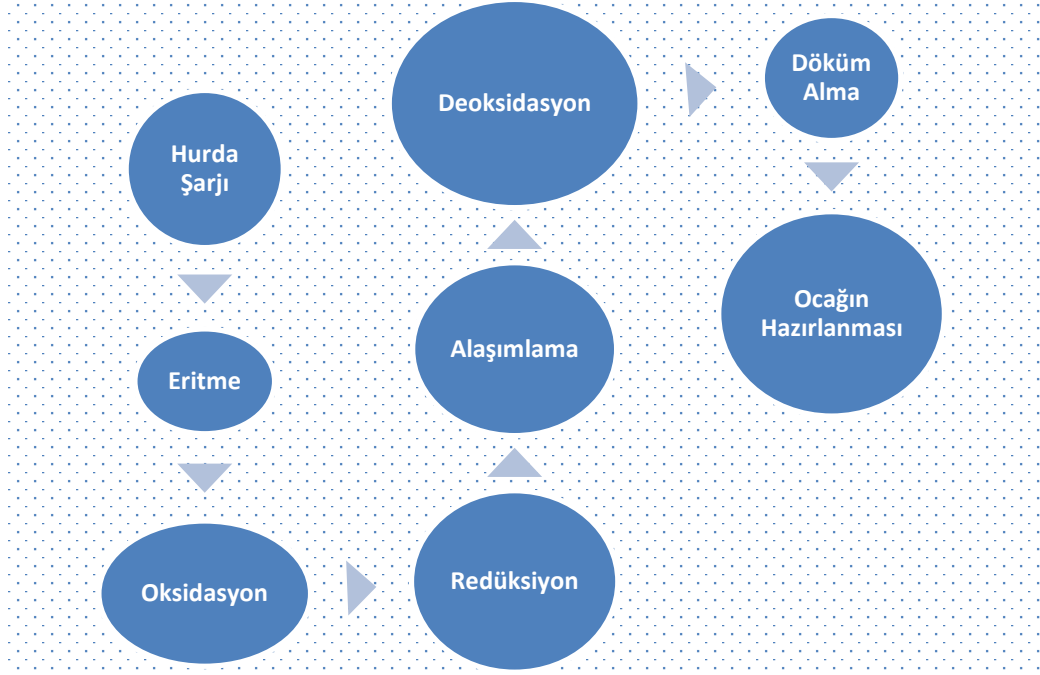 Hurda
Şarjı
Eritme
Oksidasyon
Redüksiyon
Alaşımlama
Deoksidasyon
Döküm
Alma
Ocağın
Hazırlanması